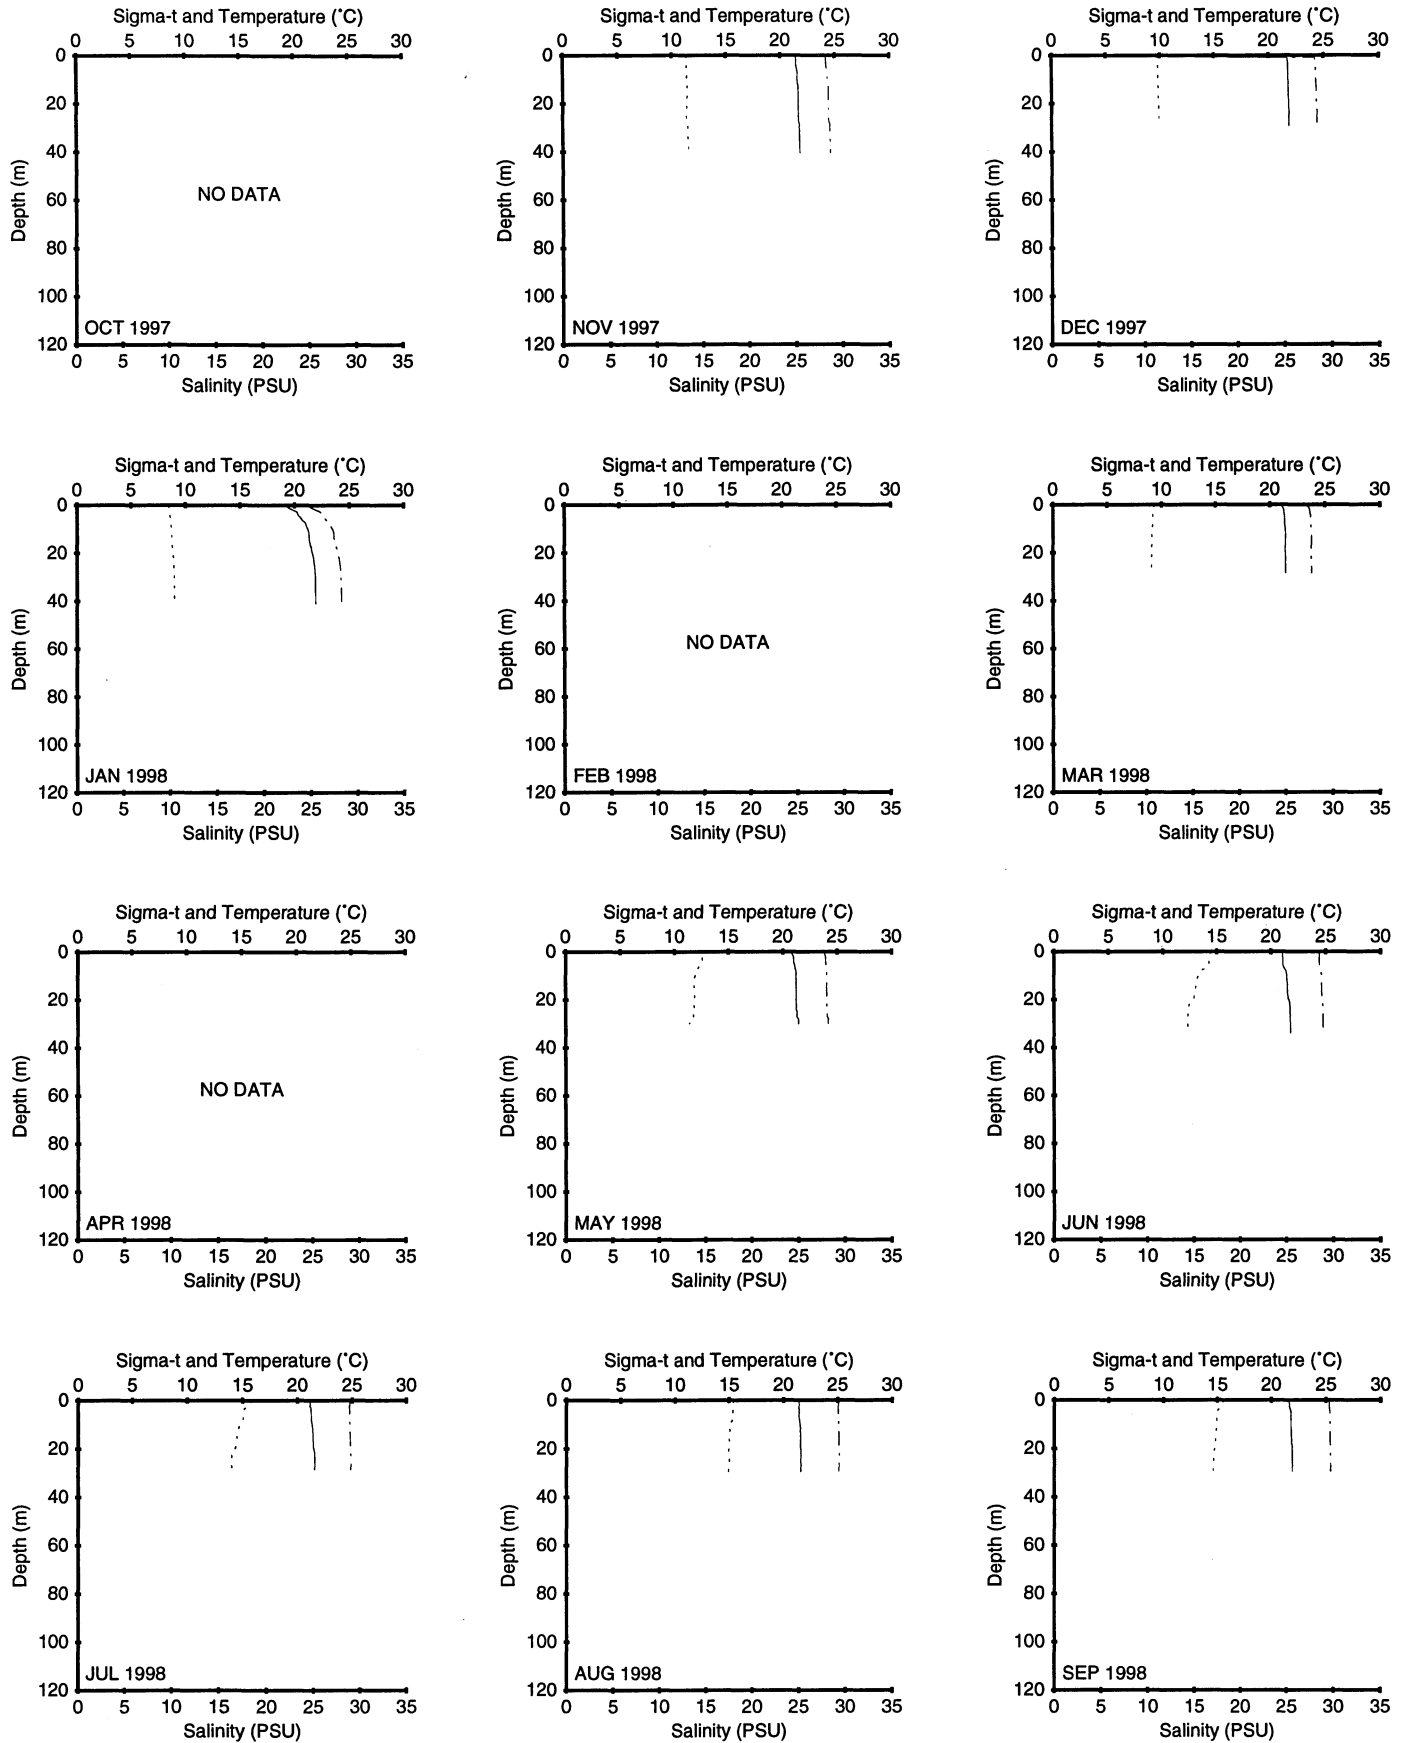 Sigma-t and Temperature (˚C)
0 5 10 15 20 25 30
0
20
40
60
80
100
120
Depth (m)
NO DATA
OCT 1997
0 5 10 15 20 25 30 35
Salinity (PSU)
Sigma-t and Temperature (˚C)
0 5 10 15 20 25 30
0
20
40
60
80
100
120
Depth (m)
NOV 1997
0 5 10 15 20 25 30 35
Salinity (PSU)
Sigma-t and Temperature (˚C)
0 5 10 15 20 25 30
0
20
40
60
80
100
120
Depth (m)
DEC 1997
0 5 10 15 20 25 30 35
Salinity (PSU)
Sigma-t and Temperature (˚C)
0 5 10 15 20 25 30
0
20
40
60
80
100
120
Depth (m)
JAN 1998
0 5 10 15 20 25 30 35
Salinity (PSU)
Sigma-t and Temperature (˚C)
0 5 10 15 20 25 30
0
20
40
60
80
100
120
Depth (m)
NO DATA
FEB 1998
0 5 10 15 20 25 30 35
Salinity (PSU)
Sigma-t and Temperature (˚C)
0 5 10 15 20 25 30
0
20
40
60
80
100
120
Depth (m)
MAR 1998
0 5 10 15 20 25 30 35
Salinity (PSU)
Sigma-t and Temperature (˚C)
0 5 10 15 20 25 30
0
20
40
60
80
100
120
Depth (m)
NO DATA
APR 1998
0 5 10 15 20 25 30 35
Salinity (PSU)
Sigma-t and Temperature (˚C)
0 5 10 15 20 25 30
0
20
40
60
80
100
120
Depth (m)
MAY 1998
0 5 10 15 20 25 30 35
Salinity (PSU)
Sigma-t and Temperature (˚C)
0 5 10 15 20 25 30
0
20
40
60
80
100
120
Depth (m)
JUN 1998
0 5 10 15 20 25 30 35
Salinity (PSU)
Sigma-t and Temperature (˚C)
0 5 10 15 20 25 30
0
20
40
60
80
100
120
Depth (m)
JUL 1998
0 5 10 15 20 25 30 35
Salinity (PSU)
Sigma-t and Temperature (˚C)
0 5 10 15 20 25 30
0
20
40
60
80
100
120
Depth (m)
AUG 1998
0 5 10 15 20 25 30 35
Salinity (PSU)
Sigma-t and Temperature (˚C)
0 5 10 15 20 25 30
0
20
40
60
80
100
120
Depth (m)
SEP 1998
0 5 10 15 20 25 30 35
Salinity (PSU)